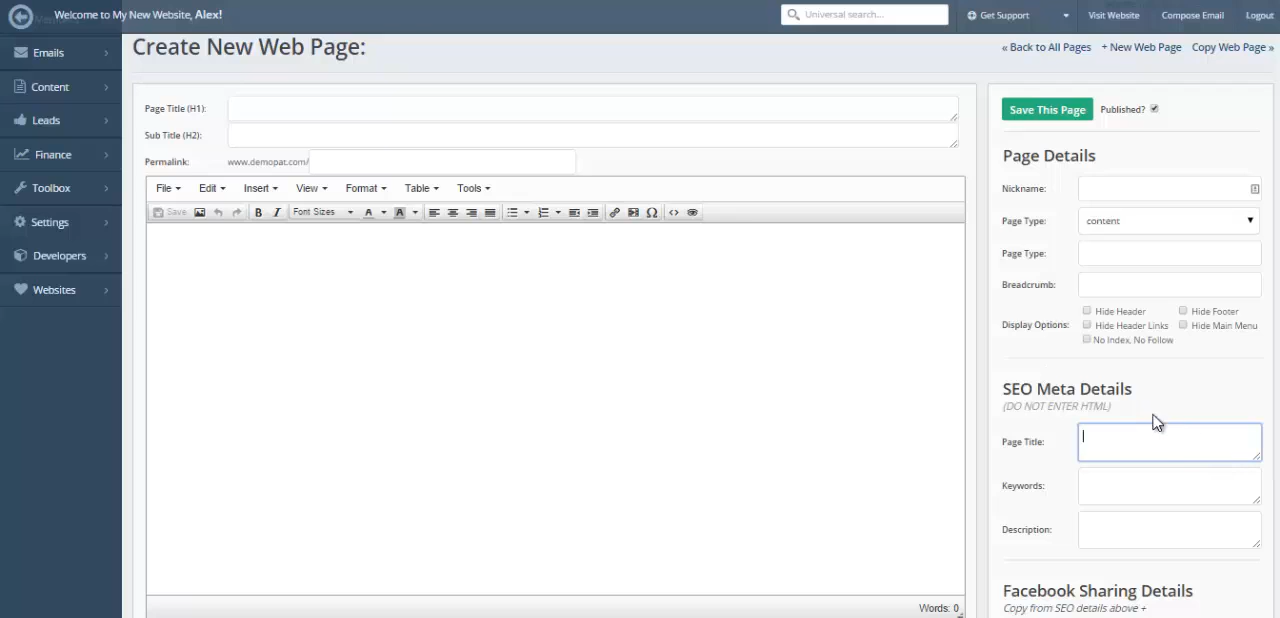 Welcome to My New Website, Alex!
Universal search...
Get Support
Visit Website
Compose Email
Logout
Emails
Content
Leads
Finance
Toolbox
Settings
Developers
Websites
Create New Web Page:
« Back to All Pages + New Web Page Copy Web Page »
Page Title (H1):
Sub Title (H2):
Permalink: www.demopat.com/
File Edit Insert View Format Table Tools
Save B I Font Sizes A A
Words: 0
Save This Page Published?
Page Details
Nickname:
Page Type: content
Page Type:
Breadcrumb:
Display Options:
Hide Header Hide Footer
Hide Header Links Hide Main Menu
No Index, No Follow
SEO Meta Details
(DO NOT ENTER HTML)
Page Title:
Keywords:
Description:
Facebook Sharing Details
Copy from SEO details above +